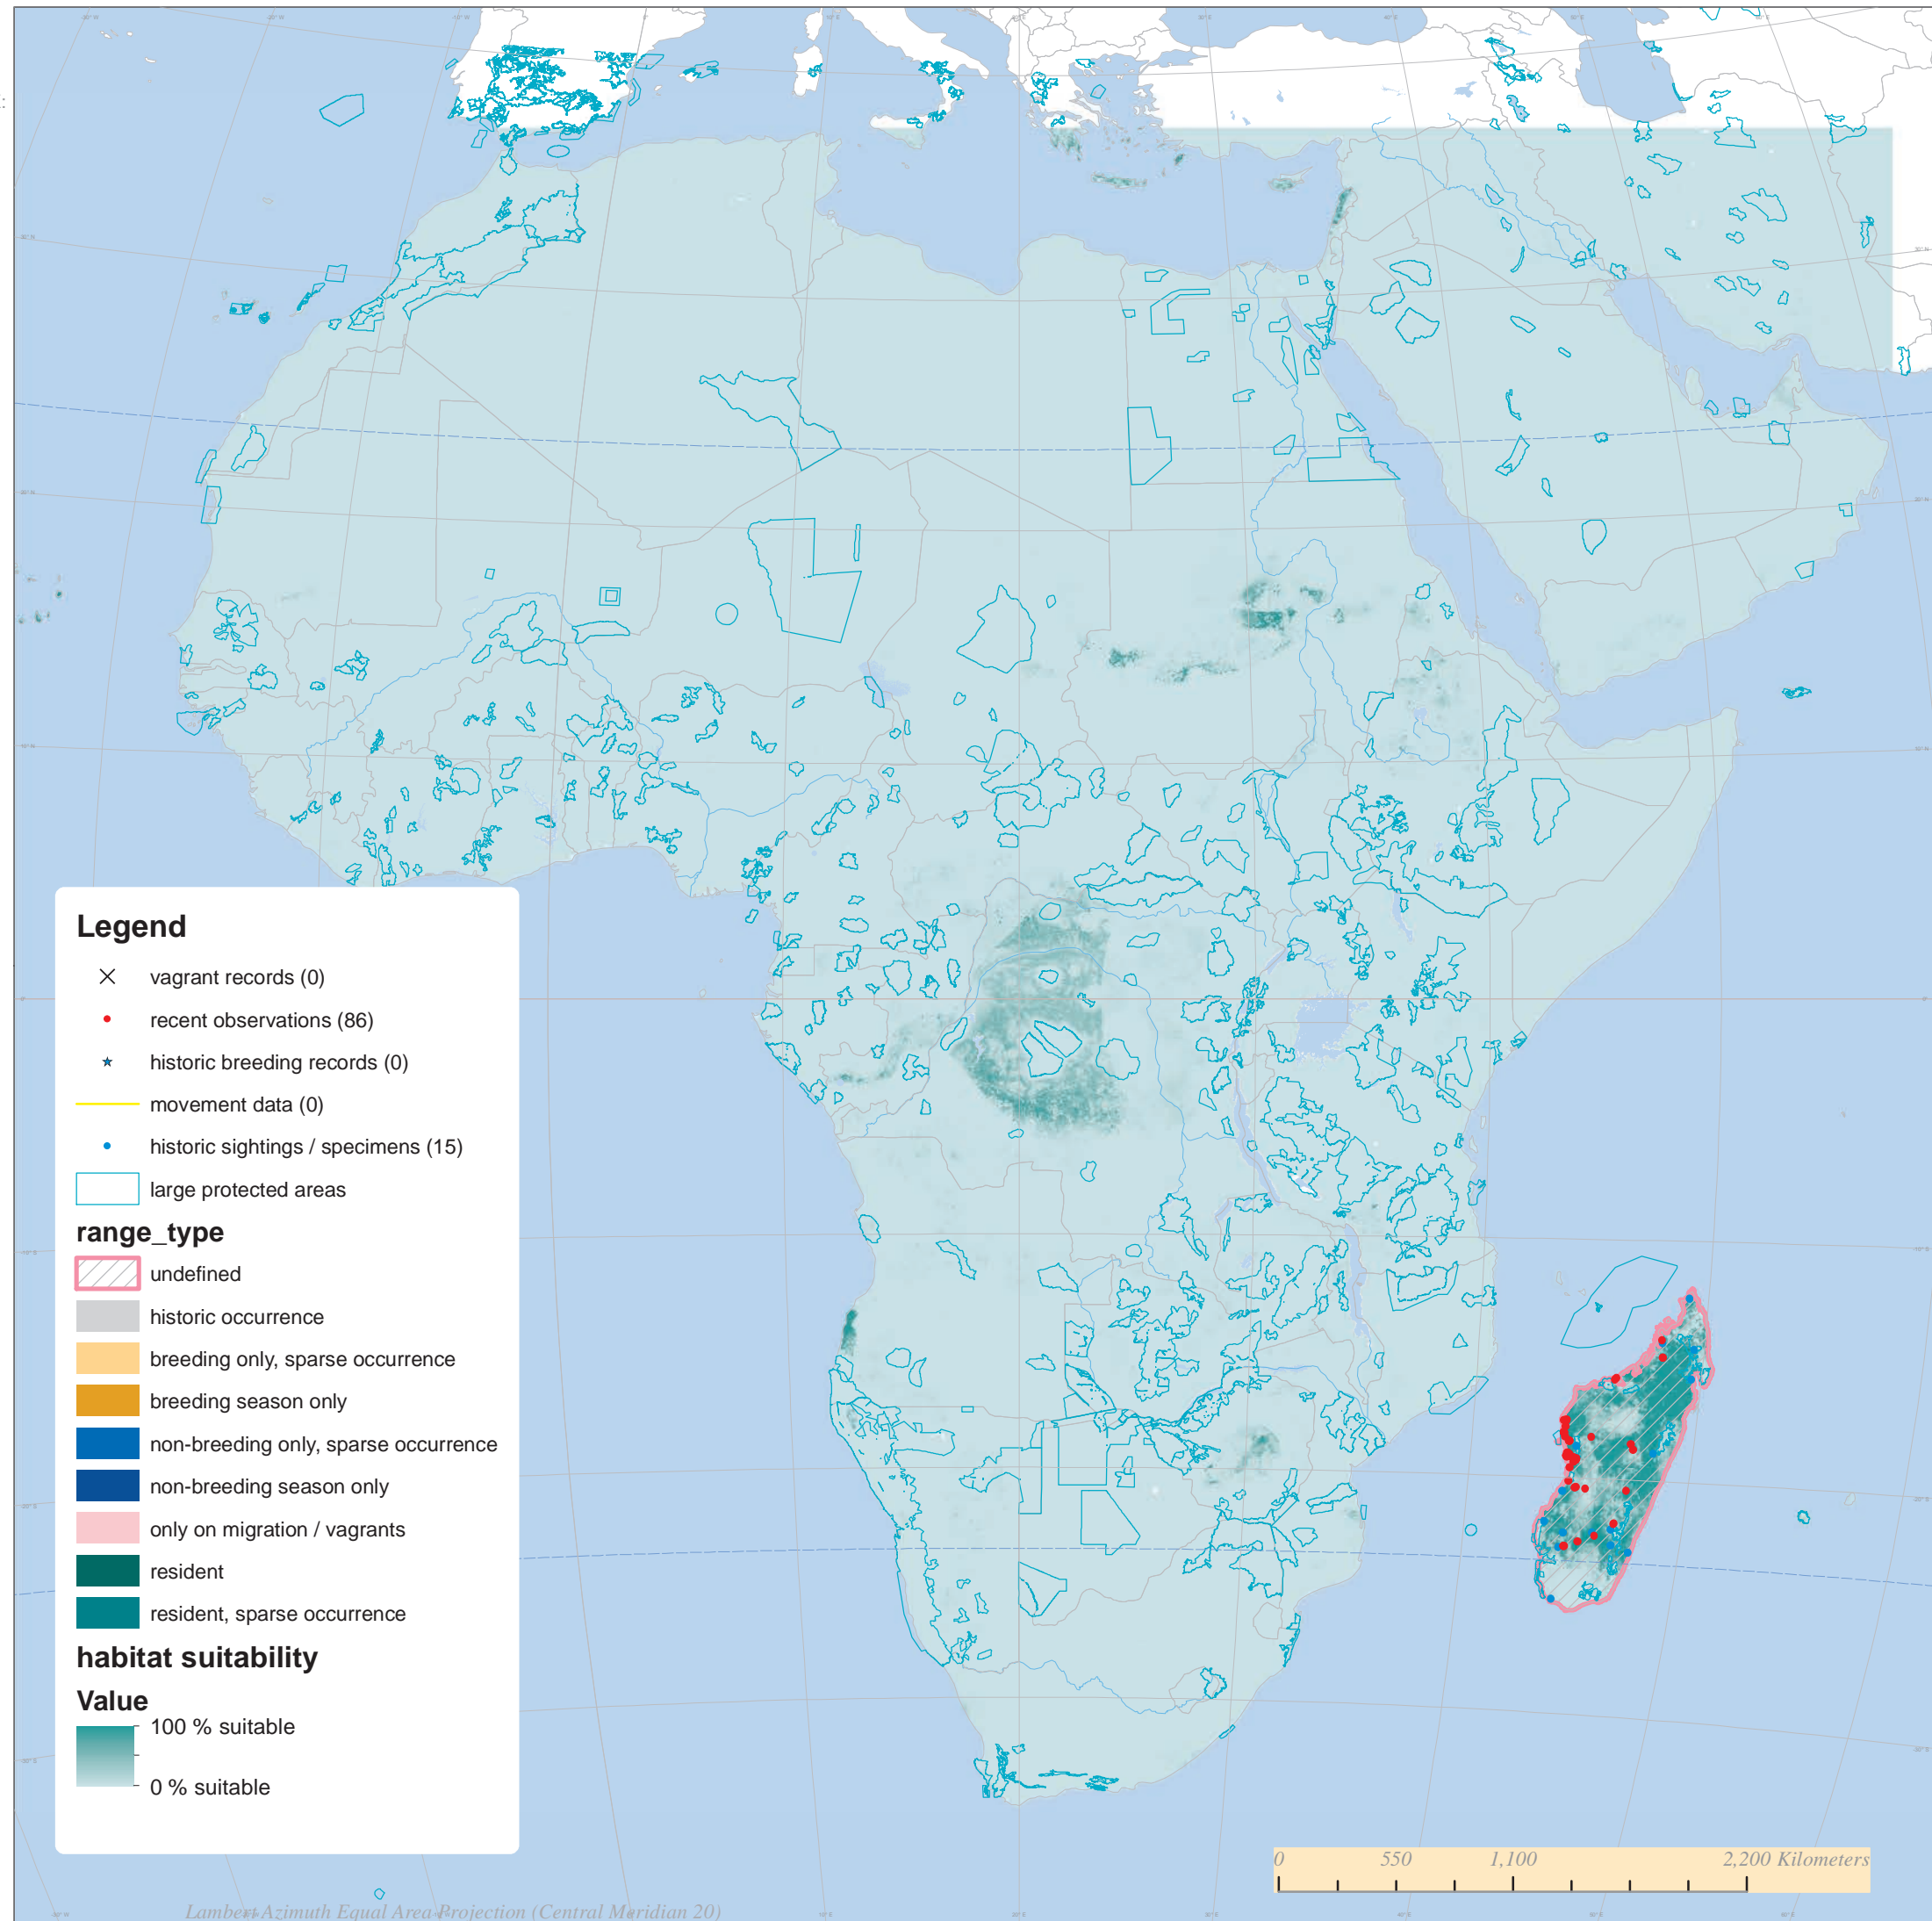 Legend
vagrant records (0)
recent observations (86)
historic breeding records (0)
movement data (0)
historic sightings / specimens (15)
large protected areas
range_type
undefined
historic occurrence
breeding only, sparse occurrence
breeding season only
non-breeding only, sparse occurrence
non-breeding season only
only on migration / vagrants
resident
resident, sparse occurrence
habitat suitability
Value
100 % suitable
0 % suitable
0 550 1,100 2,200 Kilometers
Lambert Azimuth Equal Area Projection (Central Meridian 20)